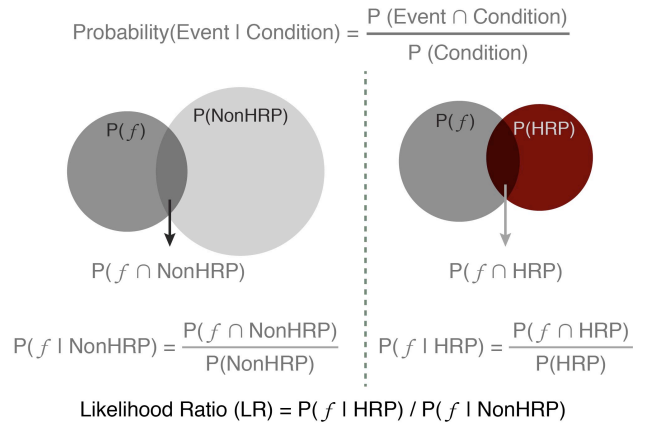 Probability(Event | Condition) = P (Event ∩ Condition) / P (Condition)
P(f)
P(NonHRP)
P(f ∩ NonHRP)
P(f | NonHRP) = P(f ∩ NonHRP) / P(NonHRP)
P(f)
P(HRP)
P(f ∩ HRP)
P(f | HRP) = P(f ∩ HRP) / P(HRP)
Likelihood Ratio (LR) = P(f | HRP) / P(f | NonHRP)